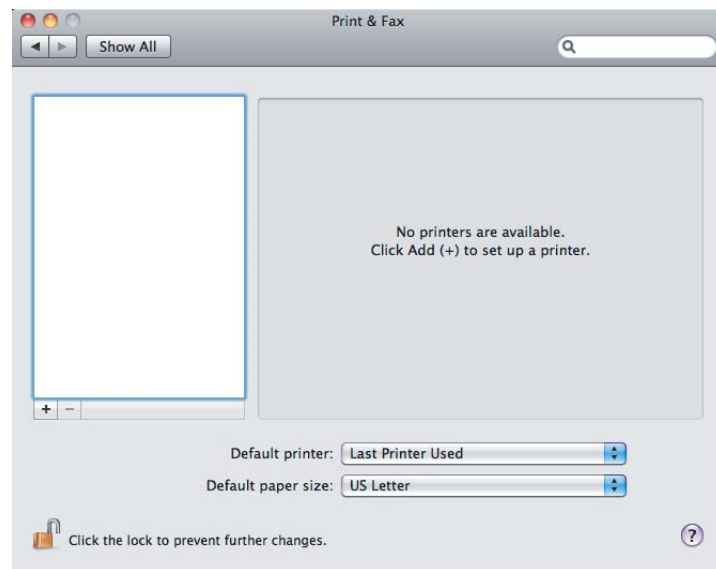 Print & Fax
Show All
No printers are available.
Click Add (+) to set up a printer.
+ −
Default printer: Last Printer Used
Default paper size: US Letter
Click the lock to prevent further changes.
?